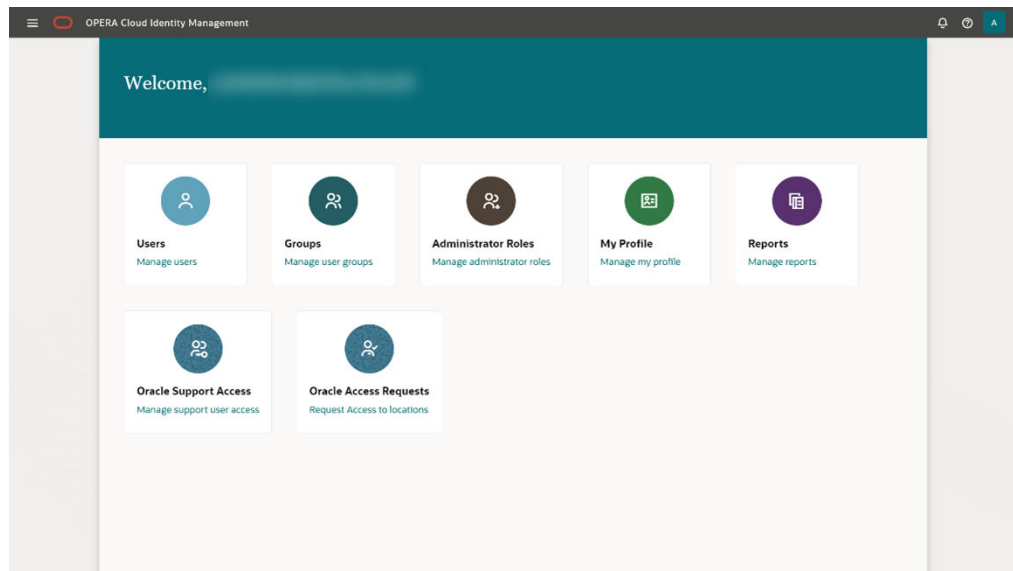 OPERA Cloud Identity Management
A
Welcome,
Users
Manage users
Groups
Manage user groups
Administrator Roles
Manage administrator roles
My Profile
Manage my profile
Reports
Manage reports
Oracle Support Access
Manage support user access
Oracle Access Requests
Request Access to locations